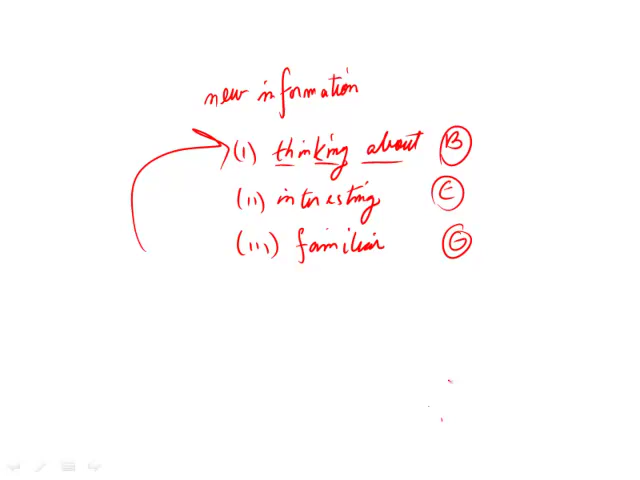 new information
(i) thinking about B
(ii) interesting E
(iii) familiar G